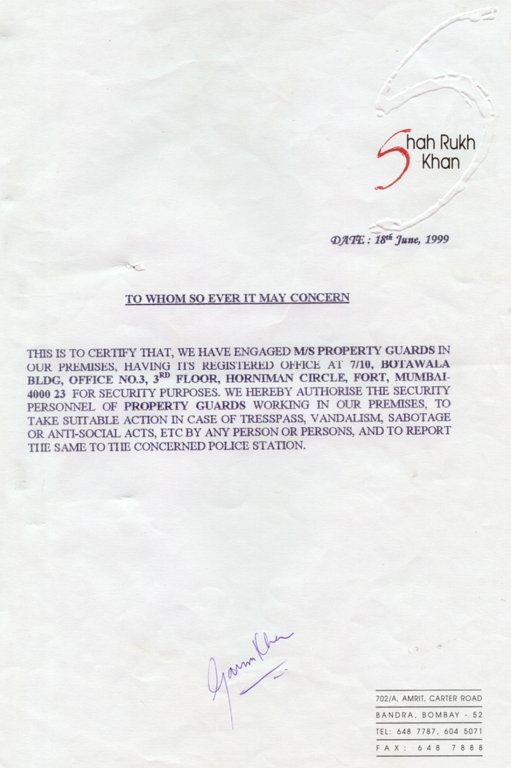 Shah Rukh
Khan
DATE : 18th June, 1999
TO WHOM SO EVER IT MAY CONCERN
THIS IS TO CERTIFY THAT, WE HAVE ENGAGED M/S PROPERTY GUARDS IN
OUR PREMISES, HAVING ITS REGISTERED OFFICE AT 7/10, BOTAWALA
BLDG, OFFICE NO.3, 3RD FLOOR, HORNIMAN CIRCLE, FORT, MUMBAI-
4000 23 FOR SECURITY PURPOSES. WE HEREBY AUTHORISE THE SECURITY
PERSONNEL OF PROPERTY GUARDS WORKING IN OUR PREMISES, TO
TAKE SUITABLE ACTION IN CASE OF TRESSPASS, VANDALISM, SABOTAGE
OR ANTI-SOCIAL ACTS, ETC BY ANY PERSON OR PERSONS, AND TO REPORT
THE SAME TO THE CONCERNED POLICE STATION.
Khan
702/A, AMRIT, CARTER ROAD
BANDRA, BOMBAY - 52
TEL: 648 7787, 604 5071
FAX: 648 7888